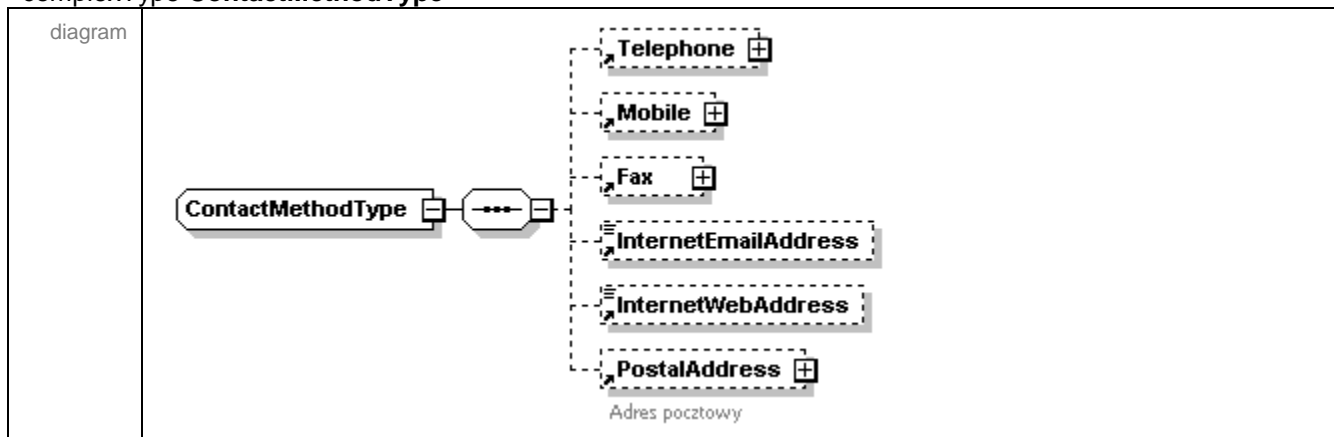 complexType ContactMethodType
diagram
Telephone
Mobile
Fax
ContactMethodType
InternetEmailAddress
InternetWebAddress
PostalAddress
Adres pocztowy